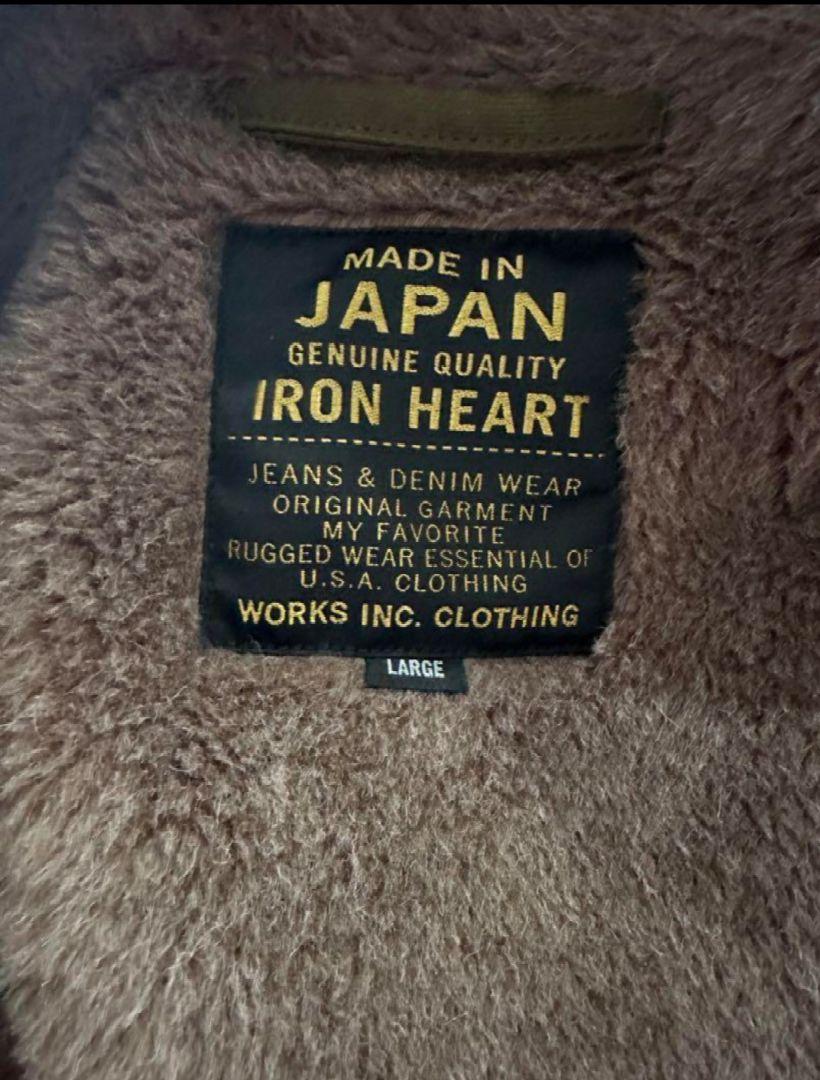 MADE IN
JAPAN
GENUINE QUALITY
IRON HEART
JEANS & DENIM WEAR
ORIGINAL GARMENT
MY FAVORITE
RUGGED WEAR ESSENTIAL OF
U.S.A. CLOTHING
WORKS INC. CLOTHING
LARGE